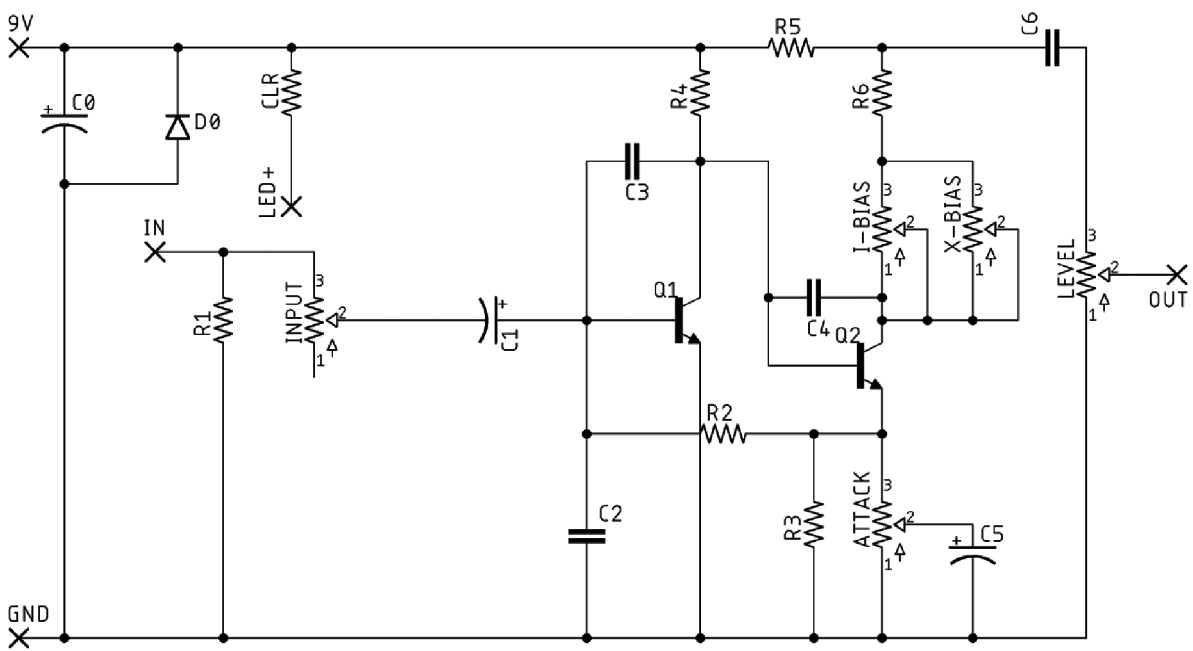 9V
C6
R5
C0
+
D0
CLR
LED+
R4
R6
C3
IN
I-BIAS
3
2
1
X-BIAS
3
2
1
LEVEL
3
2
1
OUT
R1
INPUT
3
2
1
+
C1
Q1
C4
Q2
R2
C2
R3
ATTACK
3
2
1
+
C5
GND